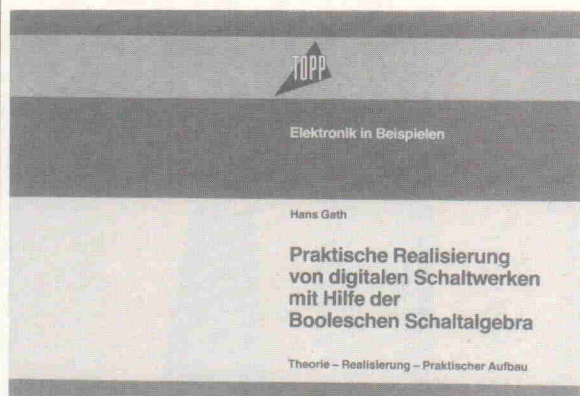 TOPP
Elektronik in Beispielen
Hans Gath
Praktische Realisierung
von digitalen Schaltwerken
mit Hilfe der
Booleschen Schaltalgebra
Theorie – Realisierung – Praktischer Aufbau